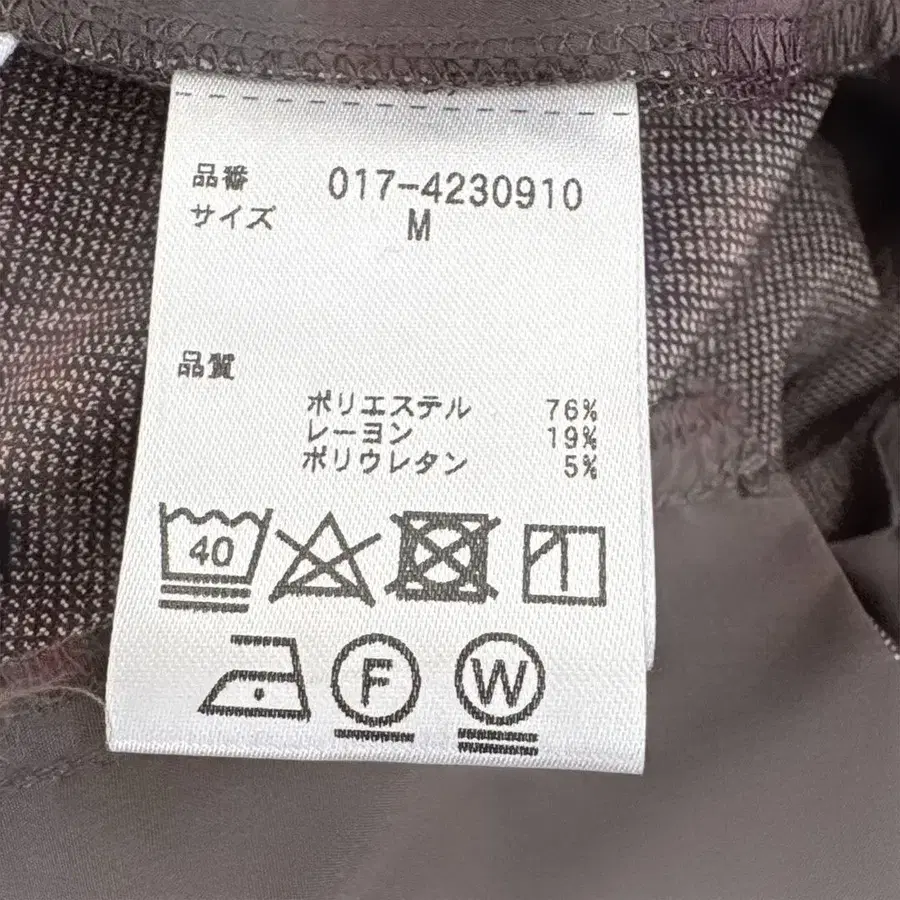 品番 017-4230910
サイズ M
品質
ポリエステル 76%
レーヨン 19%
ポリウレタン 5%
40
F W